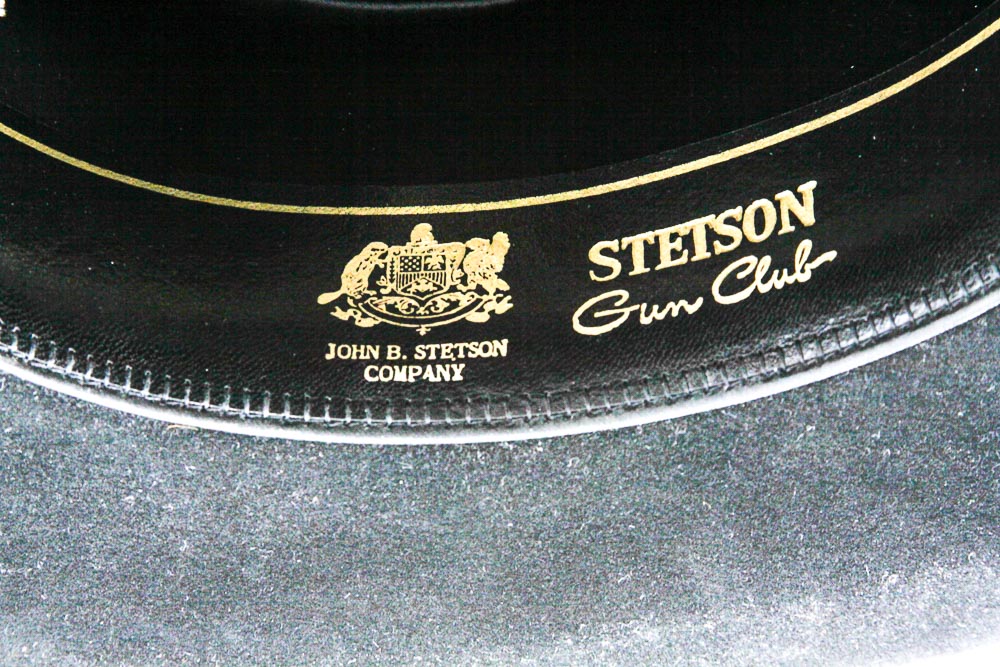 JOHN B. STETSON
COMPANY
STETSON
Gun Club